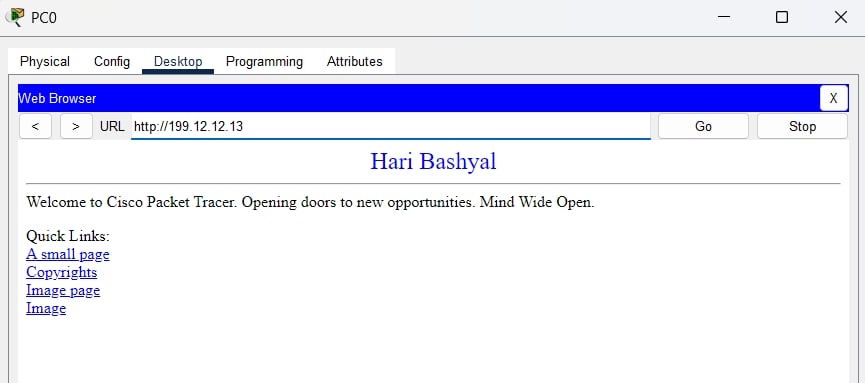 PC0
Physical Config Desktop Programming Attributes
Web Browser X
< > URL http://199.12.12.13 Go Stop
Hari Bashyal
Welcome to Cisco Packet Tracer. Opening doors to new opportunities. Mind Wide Open.
Quick Links:
A small page
Copyrights
Image page
Image